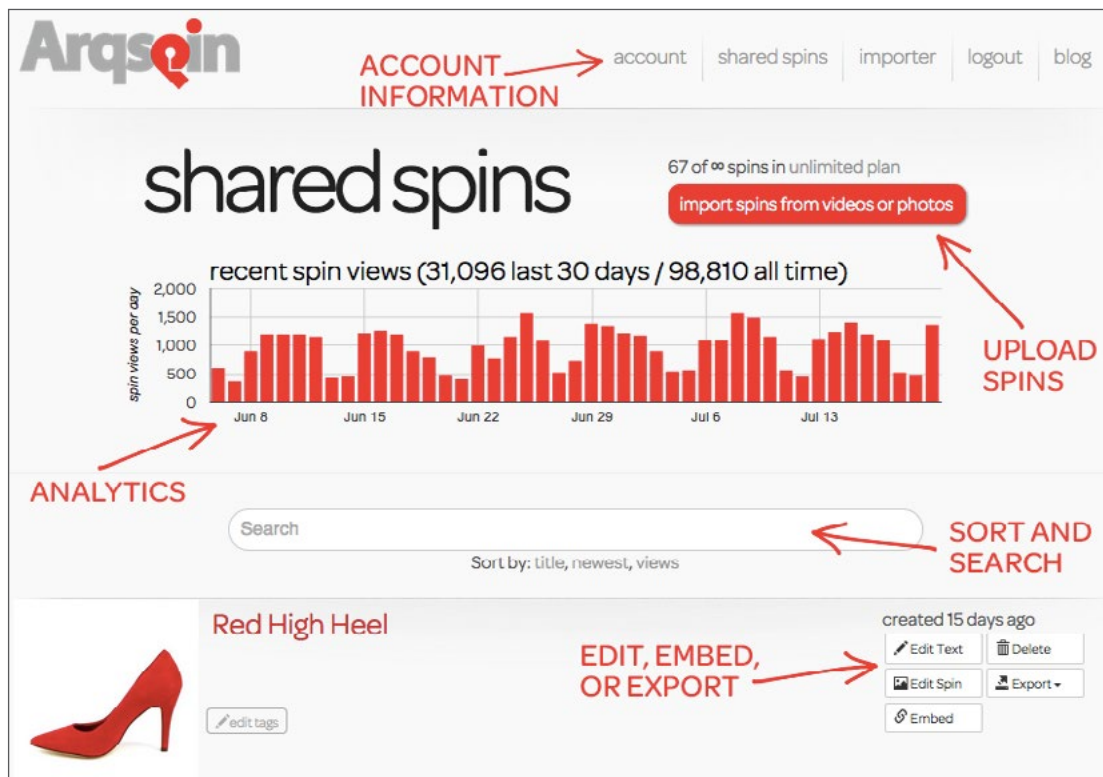 Arqspin
ACCOUNT INFORMATION
account
shared spins
importer
logout
blog
shared spins
67 of ∞ spins in unlimited plan
import spins from videos or photos
UPLOAD
SPINS
recent spin views (31,096 last 30 days / 98,810 all time)
spin views per day
2,000
1,500
1,000
500
0
Jun 8
Jun 15
Jun 22
Jun 29
Jul 6
Jul 13
ANALYTICS
Search
Sort by: title, newest, views
SORT AND
SEARCH
Red High Heel
edit tags
EDIT, EMBED,
OR EXPORT
created 15 days ago
Edit Text
Delete
Edit Spin
Export
Embed